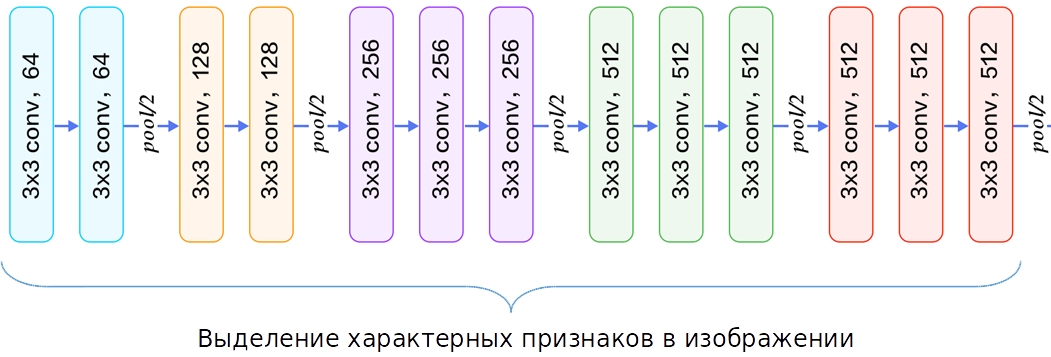 3x3 conv, 64
3x3 conv, 64
pool/2
3x3 conv, 128
3x3 conv, 128
pool/2
3x3 conv, 256
3x3 conv, 256
3x3 conv, 256
pool/2
3x3 conv, 512
3x3 conv, 512
3x3 conv, 512
pool/2
3x3 conv, 512
3x3 conv, 512
3x3 conv, 512
pool/2
Выделение характерных признаков в изображении